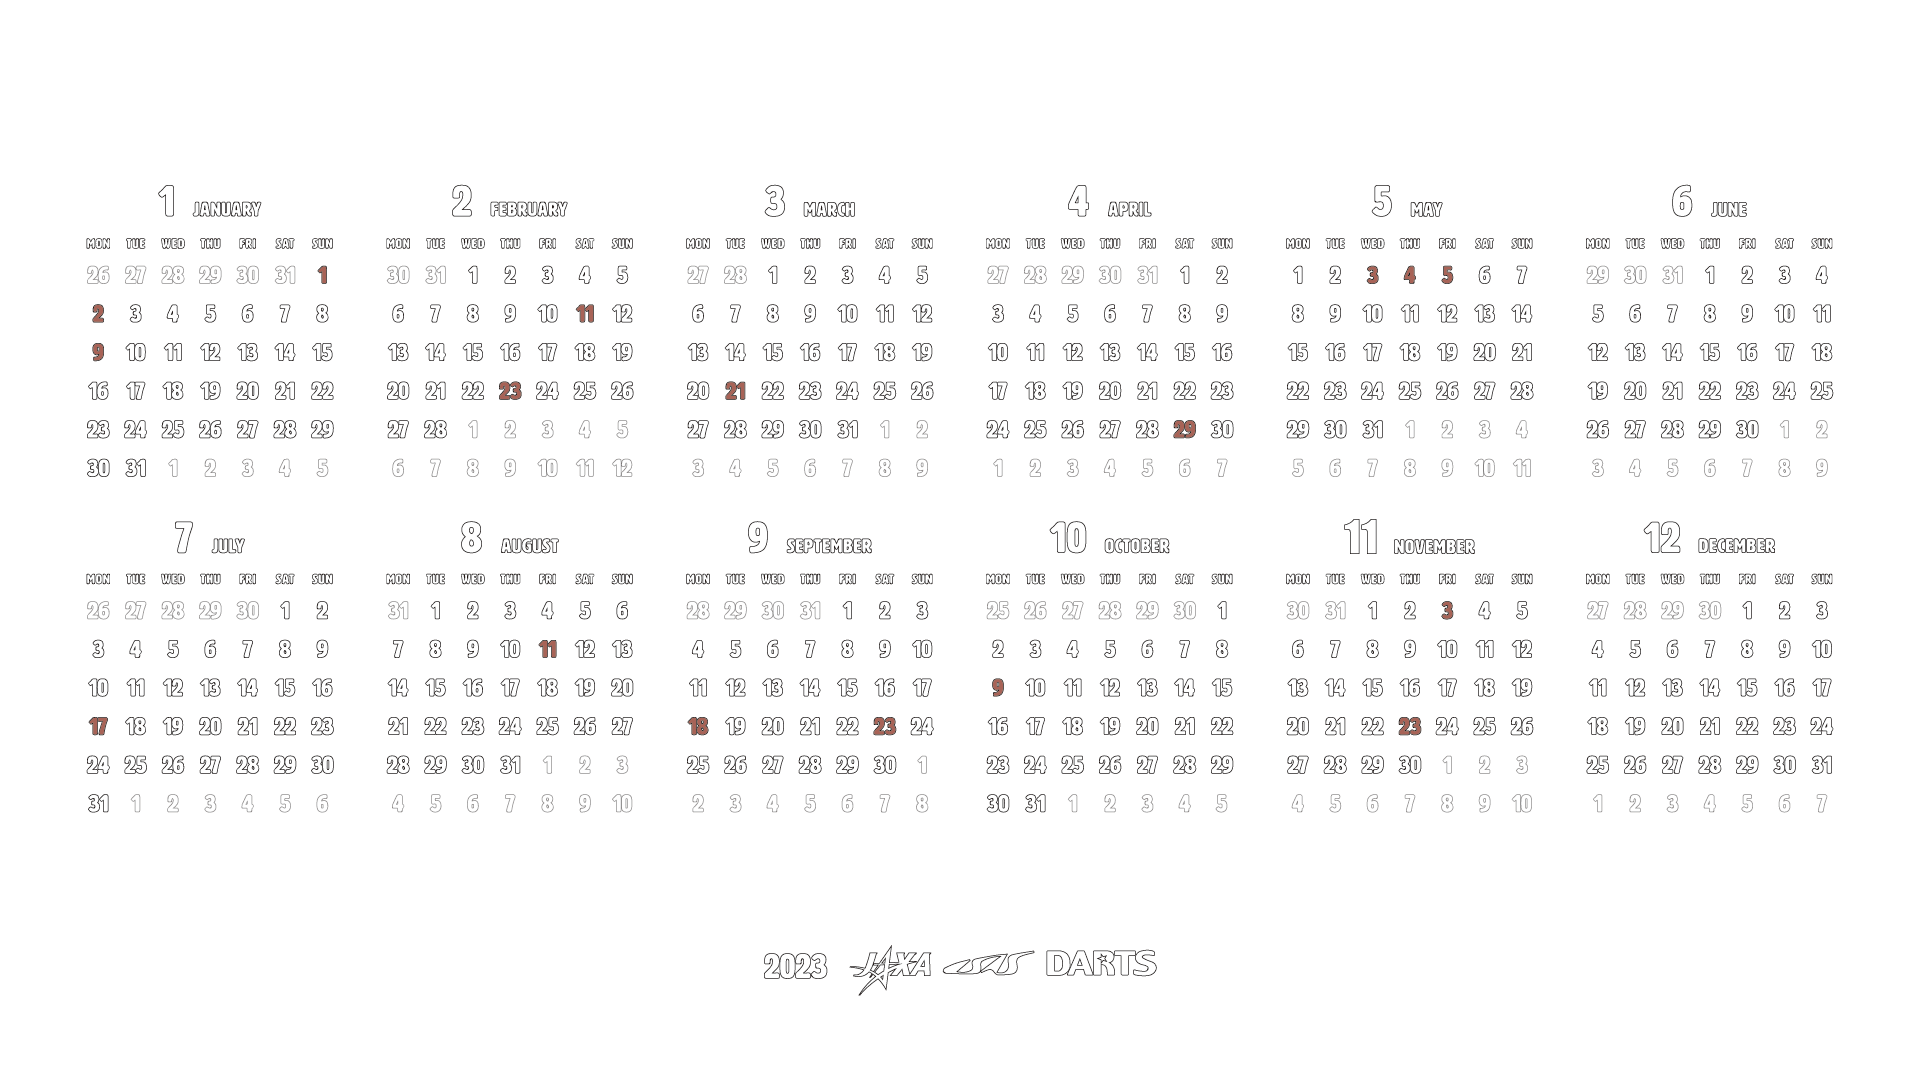 1 JANUARY
MON TUE WED THU FRI SAT SUN
26 27 28 29 30 31 1
2 3 4 5 6 7 8
9 10 11 12 13 14 15
16 17 18 19 20 21 22
23 24 25 26 27 28 29
30 31 1 2 3 4 5
2 FEBRUARY
MON TUE WED THU FRI SAT SUN
30 31 1 2 3 4 5
6 7 8 9 10 11 12
13 14 15 16 17 18 19
20 21 22 23 24 25 26
27 28 1 2 3 4 5
6 7 8 9 10 11 12
3 MARCH
MON TUE WED THU FRI SAT SUN
27 28 1 2 3 4 5
6 7 8 9 10 11 12
13 14 15 16 17 18 19
20 21 22 23 24 25 26
27 28 29 30 31 1 2
3 4 5 6 7 8 9
4 APRIL
MON TUE WED THU FRI SAT SUN
27 28 29 30 31 1 2
3 4 5 6 7 8 9
10 11 12 13 14 15 16
17 18 19 20 21 22 23
24 25 26 27 28 29 30
1 2 3 4 5 6 7
5 MAY
MON TUE WED THU FRI SAT SUN
1 2 3 4 5 6 7
8 9 10 11 12 13 14
15 16 17 18 19 20 21
22 23 24 25 26 27 28
29 30 31 1 2 3 4
5 6 7 8 9 10 11
6 JUNE
MON TUE WED THU FRI SAT SUN
29 30 31 1 2 3 4
5 6 7 8 9 10 11
12 13 14 15 16 17 18
19 20 21 22 23 24 25
26 27 28 29 30 1 2
3 4 5 6 7 8 9
7 JULY
MON TUE WED THU FRI SAT SUN
26 27 28 29 30 1 2
3 4 5 6 7 8 9
10 11 12 13 14 15 16
17 18 19 20 21 22 23
24 25 26 27 28 29 30
31 1 2 3 4 5 6
8 AUGUST
MON TUE WED THU FRI SAT SUN
31 1 2 3 4 5 6
7 8 9 10 11 12 13
14 15 16 17 18 19 20
21 22 23 24 25 26 27
28 29 30 31 1 2 3
4 5 6 7 8 9 10
9 SEPTEMBER
MON TUE WED THU FRI SAT SUN
28 29 30 31 1 2 3
4 5 6 7 8 9 10
11 12 13 14 15 16 17
18 19 20 21 22 23 24
25 26 27 28 29 30 1
2 3 4 5 6 7 8
10 OCTOBER
MON TUE WED THU FRI SAT SUN
25 26 27 28 29 30 1
2 3 4 5 6 7 8
9 10 11 12 13 14 15
16 17 18 19 20 21 22
23 24 25 26 27 28 29
30 31 1 2 3 4 5
11 NOVEMBER
MON TUE WED THU FRI SAT SUN
30 31 1 2 3 4 5
6 7 8 9 10 11 12
13 14 15 16 17 18 19
20 21 22 23 24 25 26
27 28 29 30 1 2 3
4 5 6 7 8 9 10
12 DECEMBER
MON TUE WED THU FRI SAT SUN
27 28 29 30 1 2 3
4 5 6 7 8 9 10
11 12 13 14 15 16 17
18 19 20 21 22 23 24
25 26 27 28 29 30 31
1 2 3 4 5 6 7
2023 JAXA ISAS DARTS